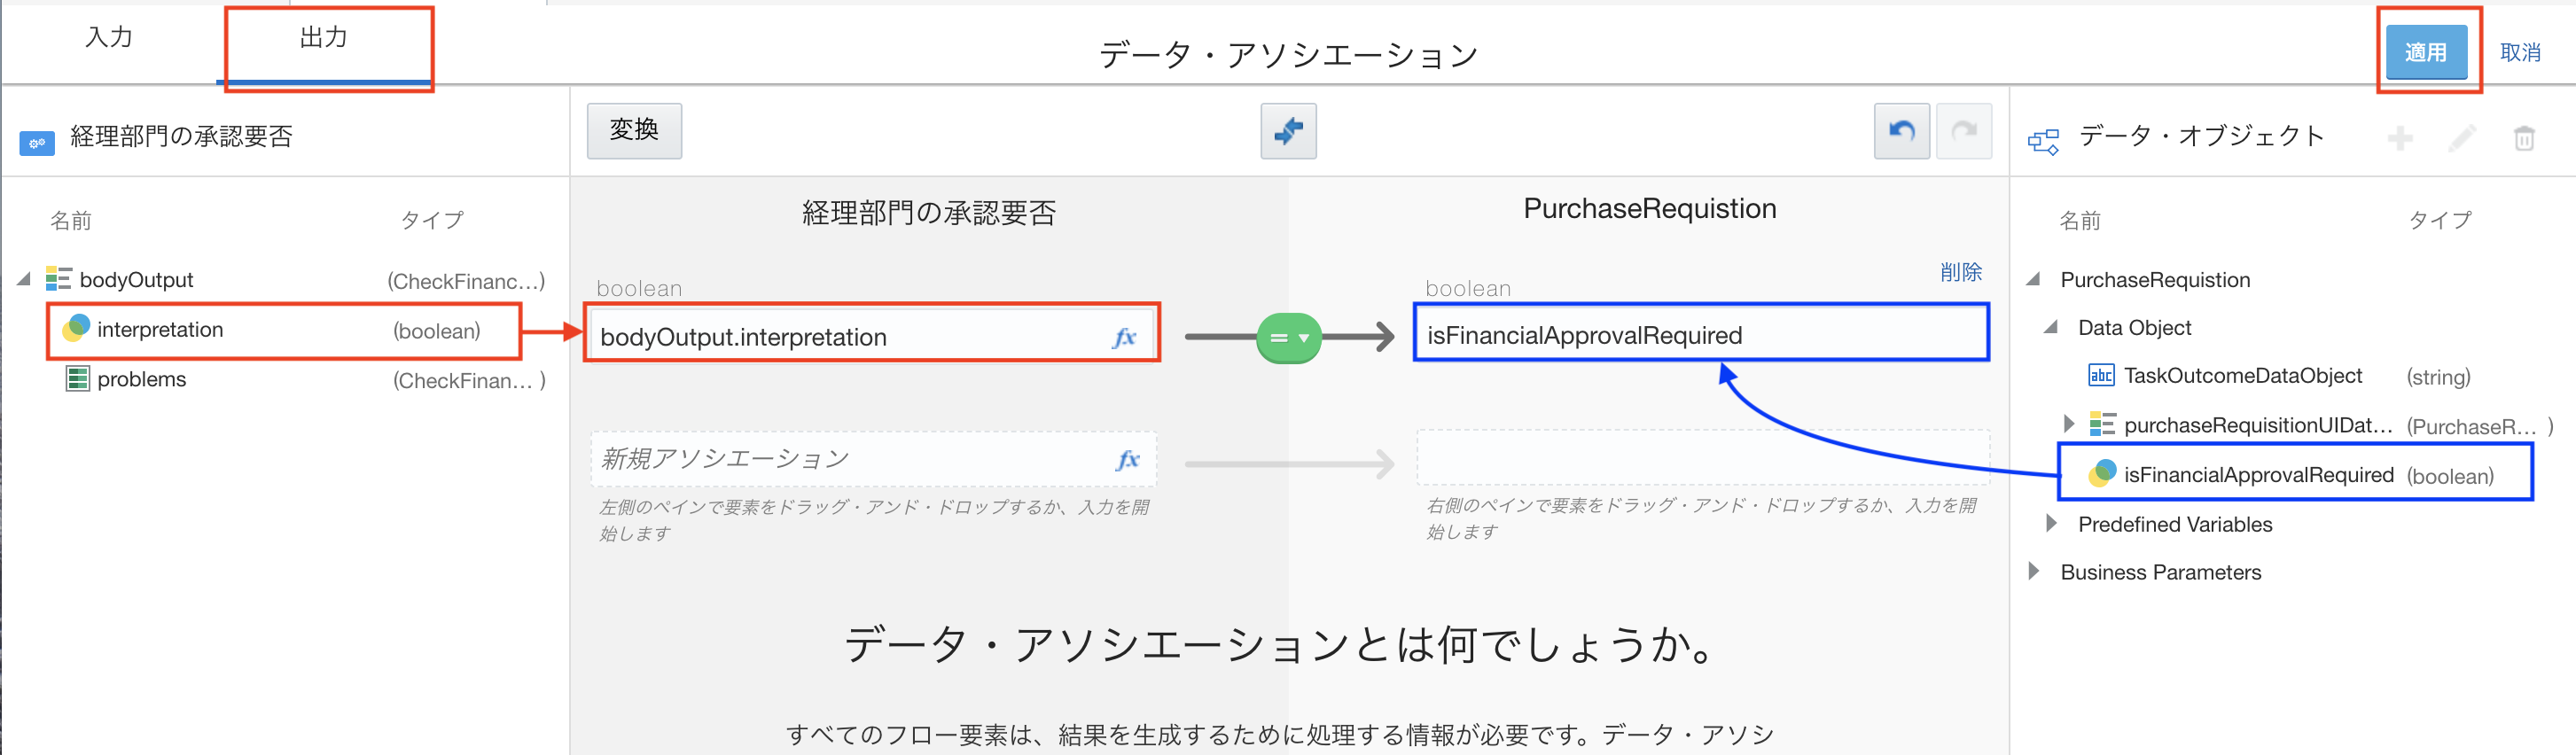 入力
出力
データ・アソシエーション
適用
取消
経理部門の承認要否
変換
データ・オブジェクト
名前
タイプ
bodyOutput
(CheckFinanc...)
interpretation
(boolean)
problems
(CheckFinan... )
経理部門の承認要否
PurchaseRequistion
削除
boolean
boolean
bodyOutput.interpretation
fx
=
isFinancialApprovalRequired
新規アソシエーション
fx
左側のペインで要素をドラッグ・アンド・ドロップするか、入力を開
始します
右側のペインで要素をドラッグ・アンド・ドロップするか、入力を開
始します
データ・アソシエーションとは何でしょうか。
すべてのフロー要素は、結果を生成するために処理する情報が必要です。データ・アソシ
名前
タイプ
PurchaseRequistion
Data Object
abc
TaskOutcomeDataObject
(string)
purchaseRequisitionUIDat...
(PurchaseR... )
isFinancialApprovalRequired
(boolean)
Predefined Variables
Business Parameters